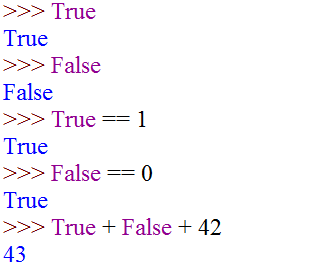 >>> True
True
>>> False
False
>>> True == 1
True
>>> False == 0
True
>>> True + False + 42
43